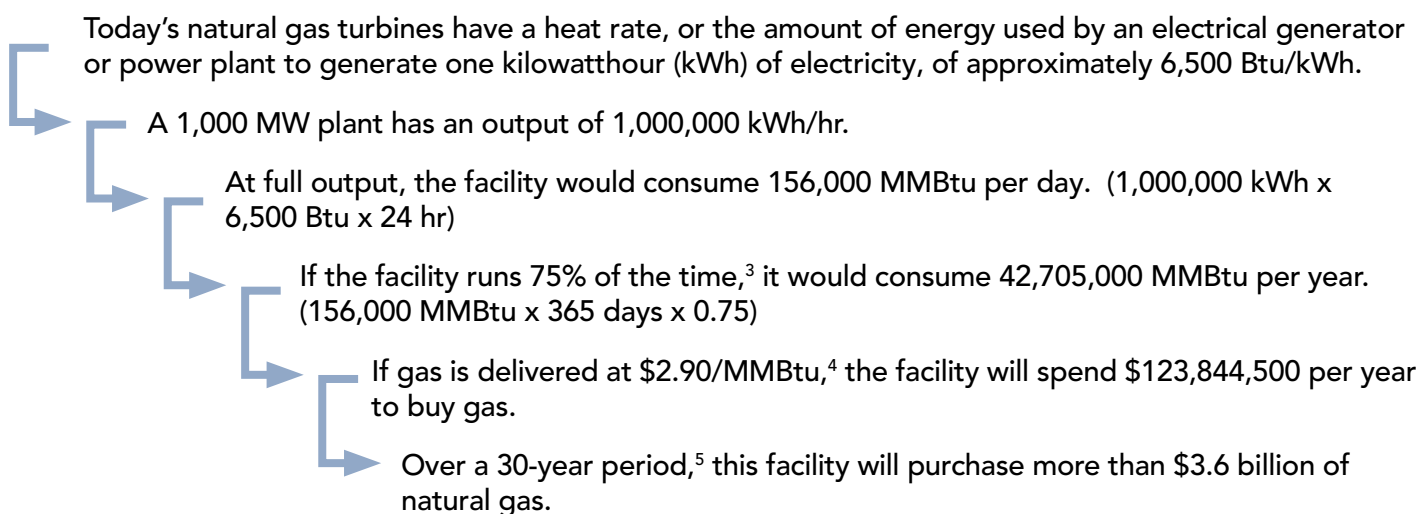 Today’s natural gas turbines have a heat rate, or the amount of energy used by an electrical generator
or power plant to generate one kilowatthour (kWh) of electricity, of approximately 6,500 Btu/kWh.
A 1,000 MW plant has an output of 1,000,000 kWh/hr.
At full output, the facility would consume 156,000 MMBtu per day.  (1,000,000 kWh x
6,500 Btu x 24 hr)
If the facility runs 75% of the time,³ it would consume 42,705,000 MMBtu per year.
(156,000 MMBtu x 365 days x 0.75)
If gas is delivered at $2.90/MMBtu,⁴ the facility will spend $123,844,500 per year
to buy gas.
Over a 30-year period,⁵ this facility will purchase more than $3.6 billion of
natural gas.